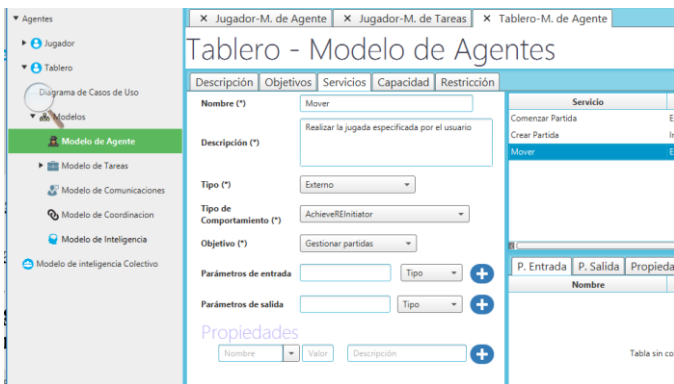 Agentes
Jugador
Tablero
Diagrama de Casos de Uso
Modelos
Modelo de Agente
Modelo de Tareas
Modelo de Comunicaciones
Modelo de Coordinacion
Modelo de Inteligencia
Modelo de inteligencia Colectivo
× Jugador-M. de Agente × Jugador-M. de Tareas × Tablero-M. de Agente
Tablero - Modelo de Agentes
Descripción Objetivos Servicios Capacidad Restricción
Nombre (*) Mover
Descripción (*) Realizar la jugada especificada por el usuario
Tipo (*) Externo
Tipo de
Comportamiento (*) AchieveREInitiator
Objetivo (*) Gestionar partidas
Parámetros de entrada Tipo
Parámetros de salida Tipo
Propiedades
Nombre Valor Descripción
Servicio
Comenzar Partida E
Crear Partida
Mover E
P. Entrada P. Salida Propieda
Nombre
Tabla sin co